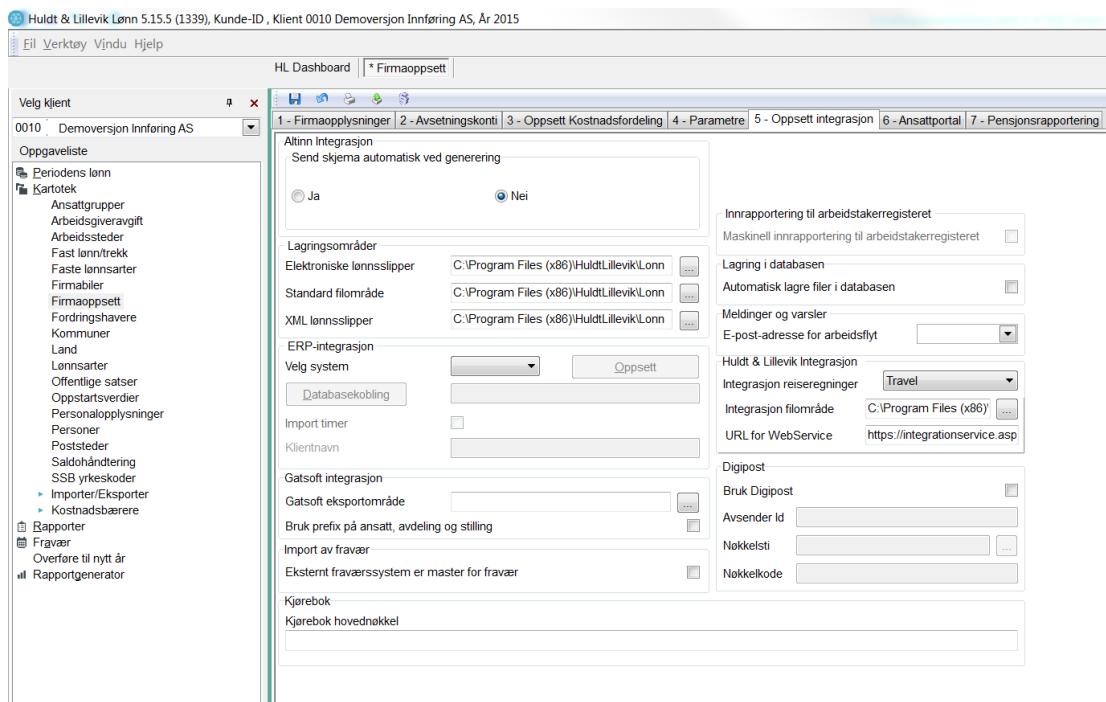 Huldt & Lillevik Lønn 5.15.5 (1339), Kunde-ID , Klient 0010 Demoversjon Innføring AS, År 2015
Fil Verktøy Vindu Hjelp
HL Dashboard * Firmaoppsett
Velg klient
0010 Demoversjon Innføring AS
Oppgaveliste
Periodens lønn
Kartotek
Ansattgrupper
Arbeidsgiveravgift
Arbeidssteder
Fast lønn/trekk
Faste lønnsarter
Firmabiler
Firmaoppsett
Fordringshavere
Kommuner
Land
Lønnsarter
Offentlige satser
Oppstartsverdier
Personalopplysninger
Personer
Poststeder
Saldohåndtering
SSB yrkeskoder
Importer/Eksporter
Kostnadsbærere
Rapporter
Fravær
Overføre til nytt år
Rapportgenerator
1 - Firmaopplysninger 2 - Avsetningskonti 3 - Oppsett Kostnadsfordeling 4 - Parametre 5 - Oppsett integrasjon 6 - Ansattportal 7 - Pensjonsrapportering
Altinn Integrasjon
Send skjema automatisk ved generering
Ja Nei
Lagringsområder
Elektroniske lønnsslipper C:\Program Files (x86)\HuldtLillevik\Lonn ...
Standard filområde C:\Program Files (x86)\HuldtLillevik\Lonn ...
XML lønnsslipper C:\Program Files (x86)\HuldtLillevik\Lonn ...
ERP-integrasjon
Velg system Oppsett
Databasekobling
Import timer
Klientnavn
Gatsoft integrasjon
Gatsoft eksportområde ...
Bruk prefix på ansatt, avdeling og stilling
Import av fravær
Eksternt fraværssystem er master for fravær
Kjørebok
Kjørebok hovednøkkel
Innrapportering til arbeidstakerregisteret
Maskinell innrapportering til arbeidstakerregisteret
Lagring i databasen
Automatisk lagre filer i databasen
Meldinger og varsler
E-post-adresse for arbeidsflyt
Huldt & Lillevik Integrasjon
Integrasjon reiseregninger Travel
Integrasjon filområde C:\Program Files (x86)\ ...
URL for WebService https://integrationservice.asp
Digipost
Bruk Digipost
Avsender Id
Nøkkelsti ...
Nøkkelkode